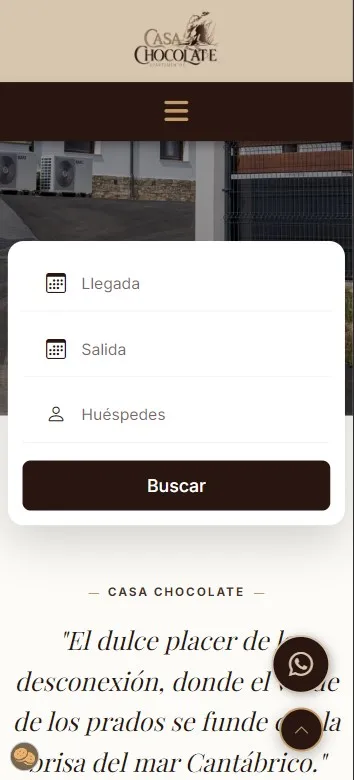 CASA
CHOCOLATE
Llegada
Salida
Huéspedes
Buscar
— CASA CHOCOLATE —
"El dulce placer de
desconexión, donde el
de los prados se funde la
brisa del mar Cantábrico."